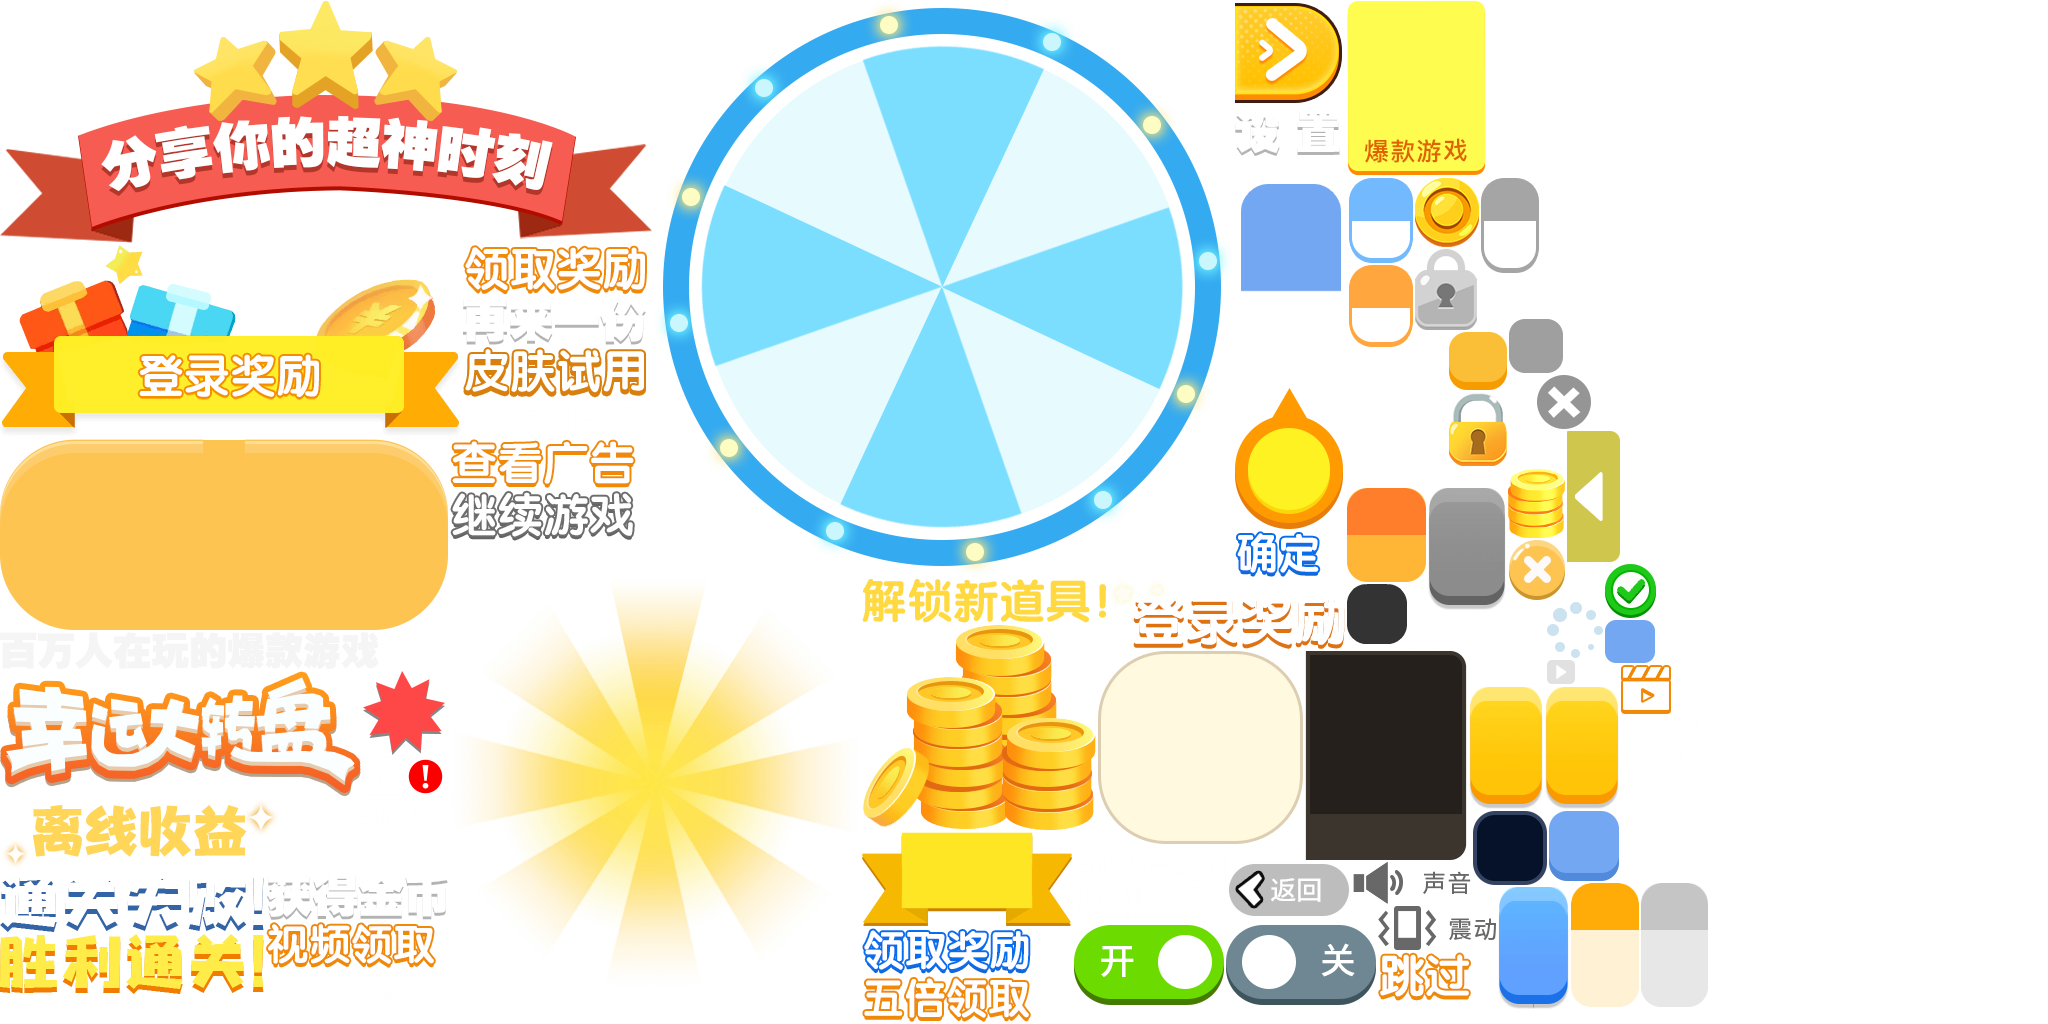 分享你的超神时刻
设 置
爆款游戏
领取奖励
再来一份
皮肤试用
登录奖励
查看广告
继续游戏
确定
解锁新道具!
登录奖励
百万人在玩的爆款游戏
幸运大转盘
!
离线收益
通关失败!
获得金币
胜利通关!
视频领取
返回
声音
震动
领取奖励
五倍领取
开
关
跳过